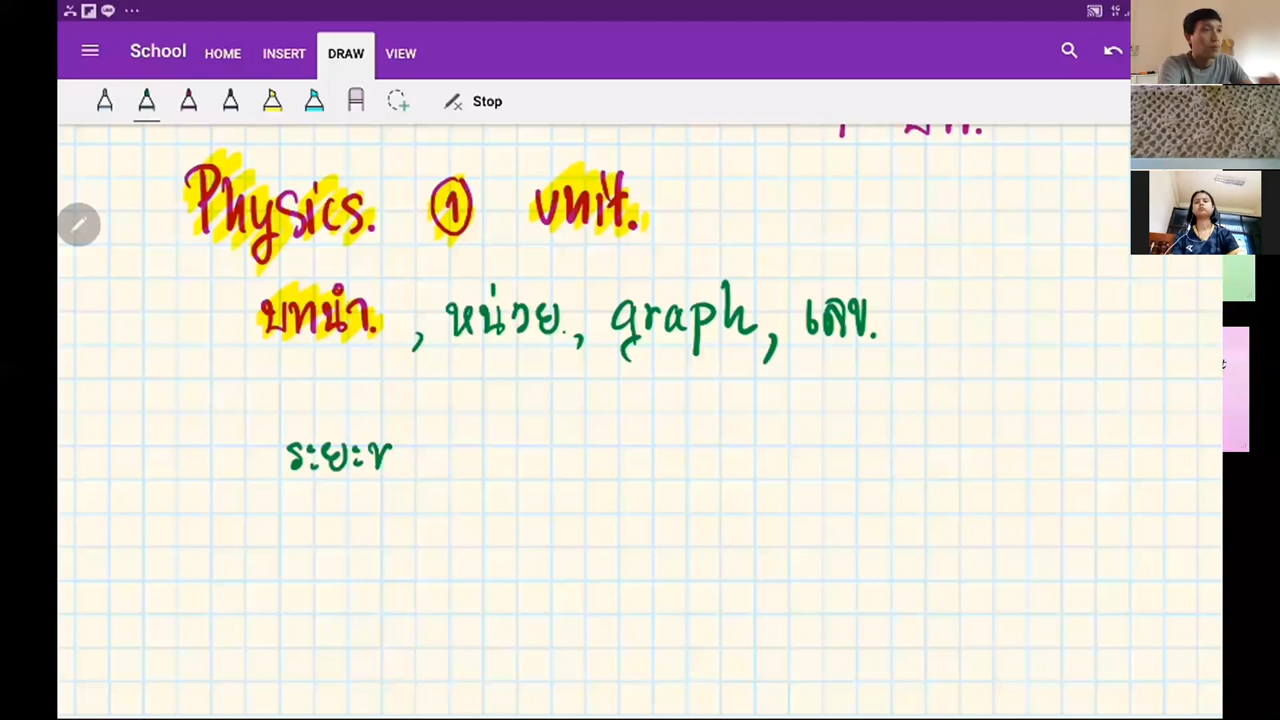 School HOME INSERT DRAW VIEW
Stop
Physics. ① unit.
บทนำ. , หน่วย., graph, เลข.
ระยะข